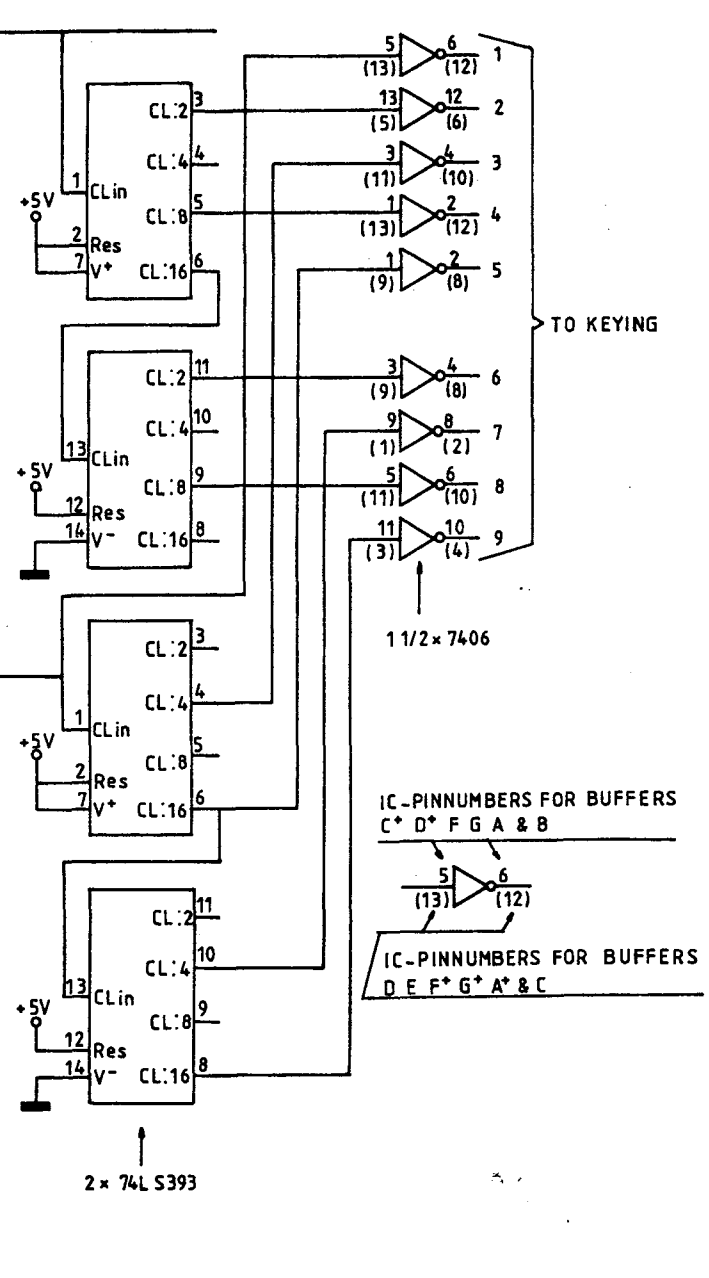 5 6
(13) (12) 1
3 13 12
CL:2 (5) (6) 2
4 3 4
CL:4 (11) (10) 3
1 CLin
+5V
5 1 2
CL:8 (13) (12) 4
2 Res
7 V+ CL:16 6
1 2
(9) (8) 5
TO KEYING
CL:2 11 3 4
(9) (8) 6
CL:4 10 9 8
(1) (2) 7
13 CLin
+5V
CL:8 9 5 6
(11) (10) 8
12 Res
14 V- CL:16 8
11 10
(3) (4) 9
1 1/2 x 7406
CL:2 3
CL:4 4
1 CLin
+5V
CL:8 5
2 Res
7 V+ CL:16 6
IC-PINNUMBERS FOR BUFFERS
C+ D+ F G A & B
5 6
(13) (12)
IC-PINNUMBERS FOR BUFFERS
D E F+ G+ A+ & C
CL:2 11
CL:4 10
13 CLin
+5V
CL:8 9
12 Res
14 V- CL:16 8
2 x 74LS393